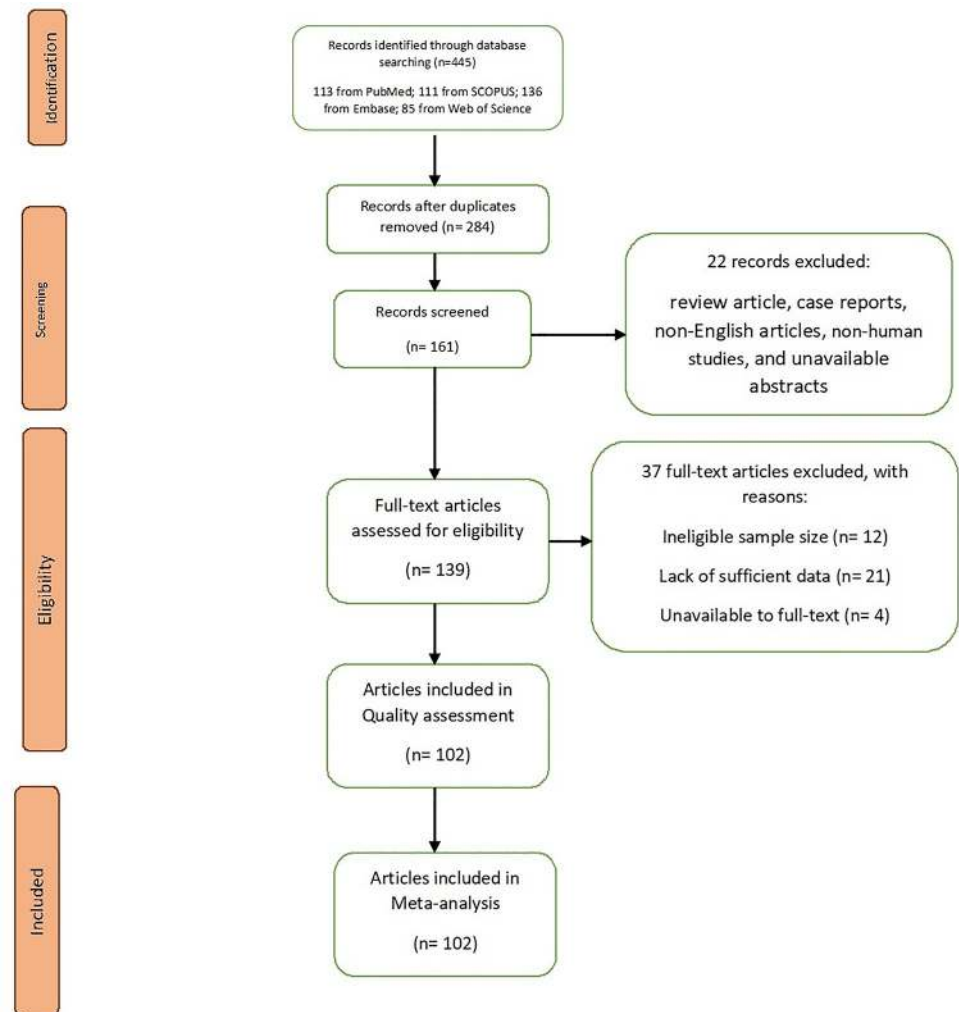 Identification
Records identified through database
searching (n=445)
113 from PubMed; 111 from SCOPUS; 136
from Embase; 85 from Web of Science
Screening
Records after duplicates
removed (n= 284)
Records screened
(n= 161)
22 records excluded:
review article, case reports,
non-English articles, non-human
studies, and unavailable
abstracts
Eligibility
Full-text articles
assessed for eligibility
(n= 139)
37 full-text articles excluded, with
reasons:
Ineligible sample size (n= 12)
Lack of sufficient data (n= 21)
Unavailable to full-text (n= 4)
Articles included in
Quality assessment
(n= 102)
Included
Articles included in
Meta-analysis
(n= 102)